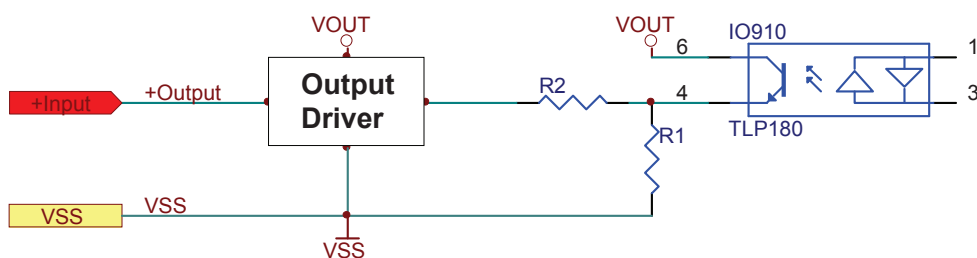 VOUT
VOUT
6
IO910
1
+Input
+Output
Output
Driver
R2
4
3
TLP180
R1
VSS
VSS
VSS